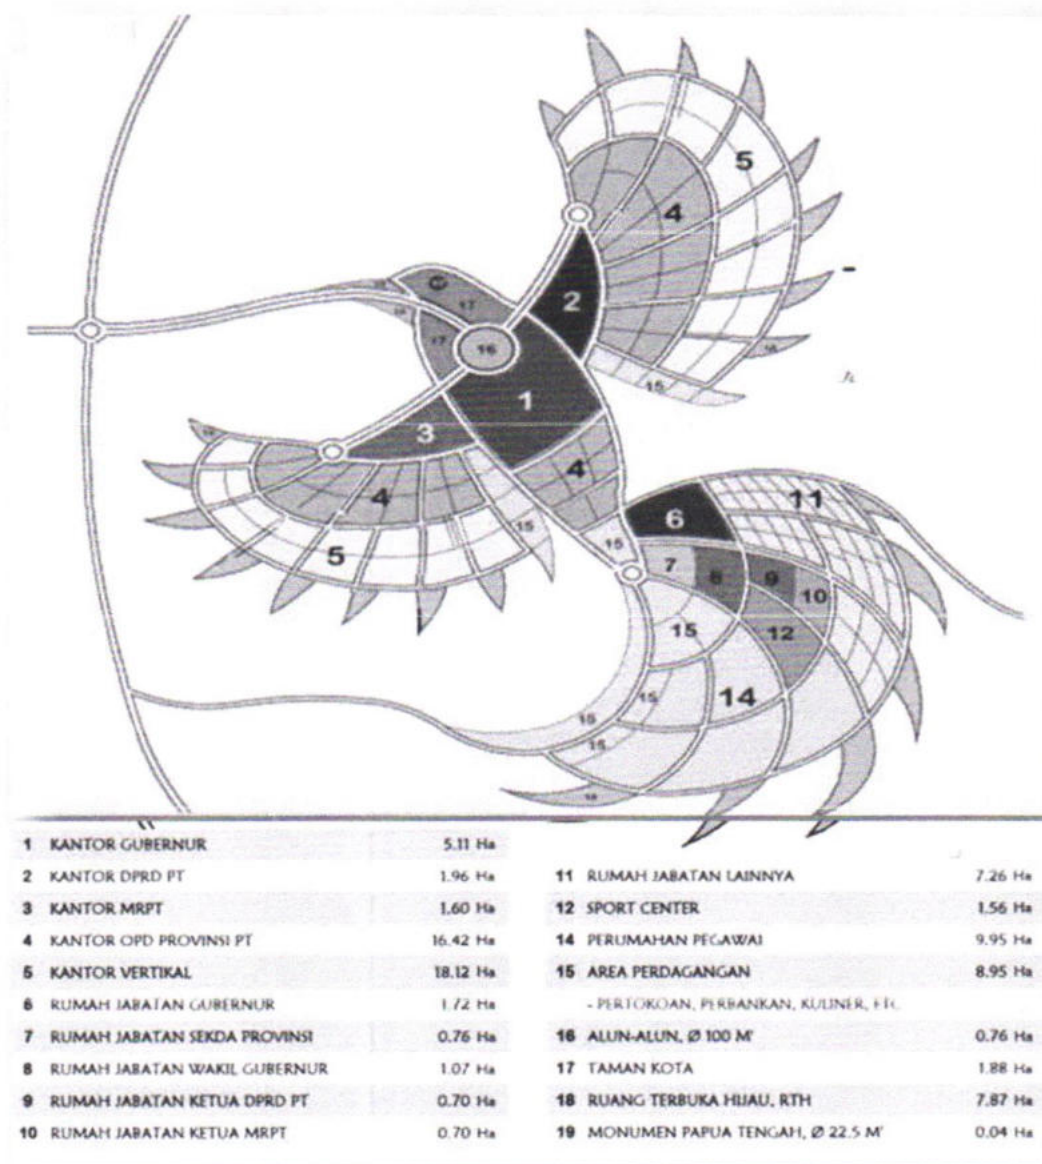 5
4
2
17
17
16
1
15
3
4
4
11
6
5
15
15
7
8
9
10
15
12
15
14
15
15
1 KANTOR GUBERNUR 5.11 Ha
2 KANTOR DPRD PT 1.96 Ha
3 KANTOR MRPT 1.60 Ha
4 KANTOR OPD PROVINSI PT 16.42 Ha
5 KANTOR VERTIKAL 18.12 Ha
6 RUMAH JABATAN GUBERNUR 1.72 Ha
7 RUMAH JABATAN SEKDA PROVINSI 0.76 Ha
8 RUMAH JABATAN WAKIL GUBERNUR 1.07 Ha
9 RUMAH JABATAN KETUA DPRD PT 0.70 Ha
10 RUMAH JABATAN KETUA MRPT 0.70 Ha
11 RUMAH JABATAN LAINNYA 7.26 Ha
12 SPORT CENTER 1.56 Ha
14 PERUMAHAN PEGAWAI 9.95 Ha
15 AREA PERDAGANGAN 8.95 Ha
- PERTOKOAN, PERBANKAN, KULINER, ETC
16 ALUN-ALUN, Ø 100 M' 0.76 Ha
17 TAMAN KOTA 1.88 Ha
18 RUANG TERBUKA HIJAU, RTH 7.87 Ha
19 MONUMEN PAPUA TENGAH, Ø 22.5 M' 0.04 Ha